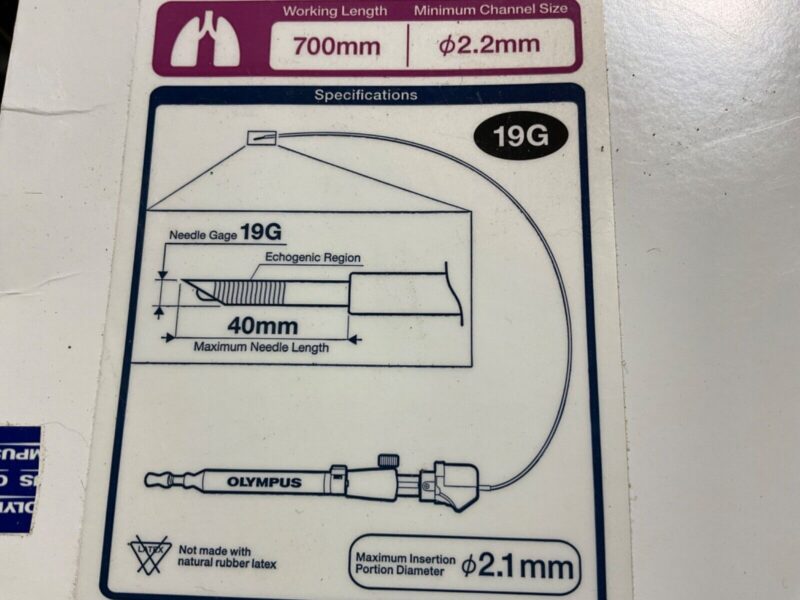 Working Length
Minimum Channel Size
700mm
φ2.2mm
Specifications
19G
Needle Gage 19G
Echogenic Region
40mm
Maximum Needle Length
OLYMPUS
LATEX
Not made with
natural rubber latex
Maximum Insertion
Portion Diameter
φ2.1mm